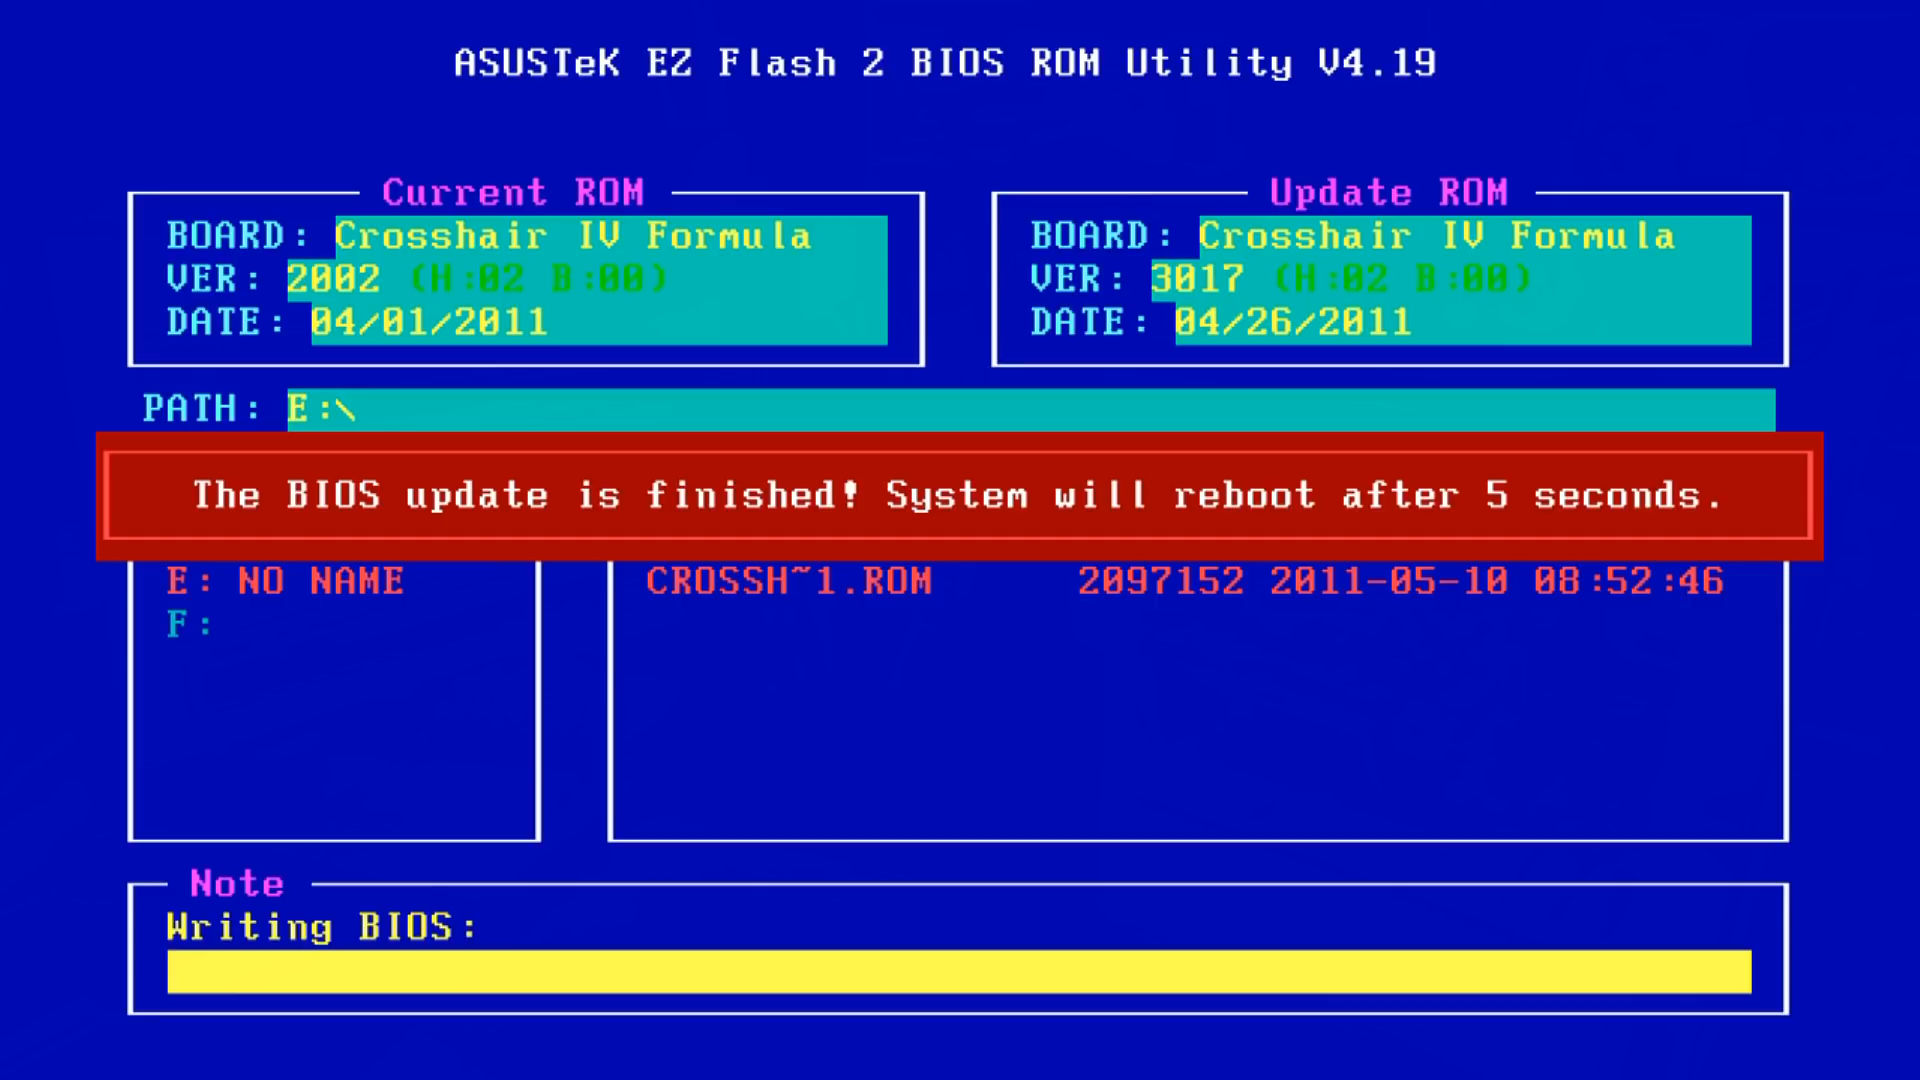 ASUSTeK EZ Flash 2 BIOS ROM Utility V4.19
Current ROM
BOARD: Crosshair IV Formula
VER: 2002 (H:02 B:00)
DATE: 04/01/2011
Update ROM
BOARD: Crosshair IV Formula
VER: 3017 (H:02 B:00)
DATE: 04/26/2011
PATH: E:\
The BIOS update is finished! System will reboot after 5 seconds.
E: NO NAME
F:
CROSSH~1.ROM 2097152 2011-05-10 08:52:46
Note
Writing BIOS: